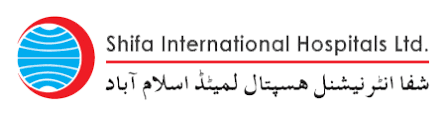 Shifa International Hospitals Ltd.
شفا انٹرنیشنل ہسپتال لمیٹڈ اسلام آباد